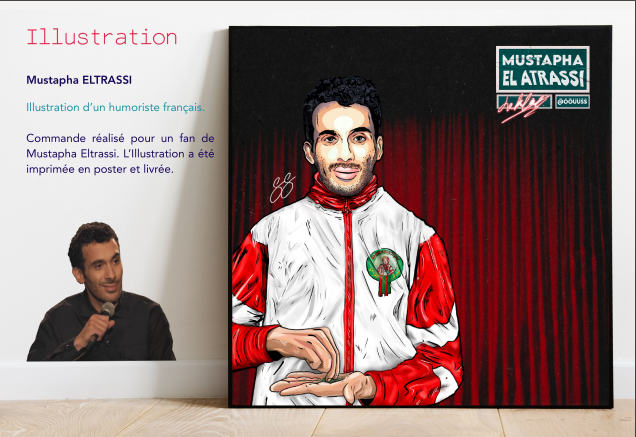 Illustration
Mustapha ELTRASSI
Illustration d'un humoriste français.
Commande réalisé pour un fan de
Mustapha Eltrassi. L'Illustration a été
imprimée en poster et livrée.
MUSTAPHA
EL ATRASSI
@OOUUSS